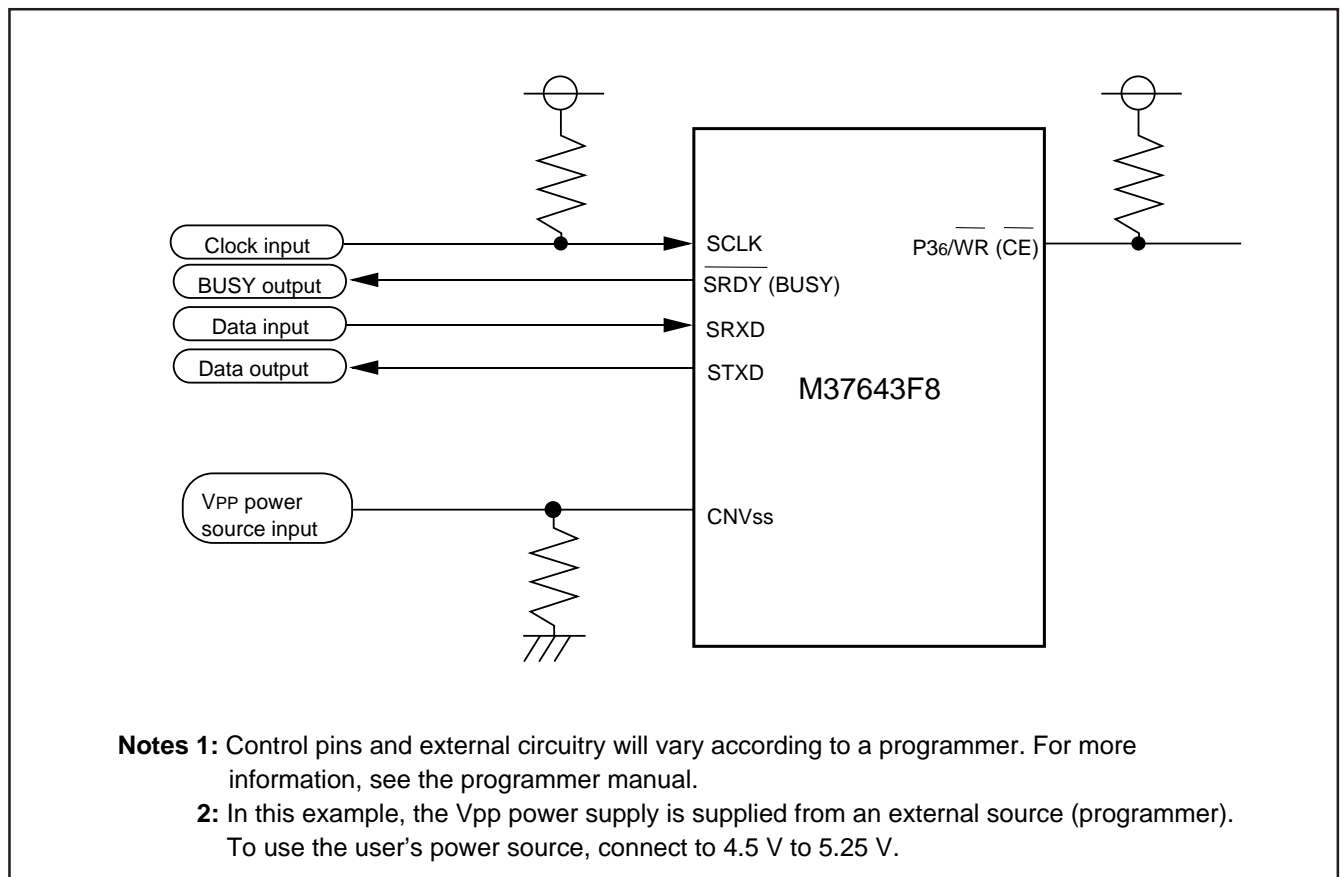 Clock input
BUSY output
Data input
Data output
VPP power
source input
SCLK
SRDY (BUSY)
SRXD
STXD
CNVss
P36/WR (CE)
M37643F8
Notes 1: Control pins and external circuitry will vary according to a programmer. For more
information, see the programmer manual.
2: In this example, the Vpp power supply is supplied from an external source (programmer).
To use the user’s power source, connect to 4.5 V to 5.25 V.